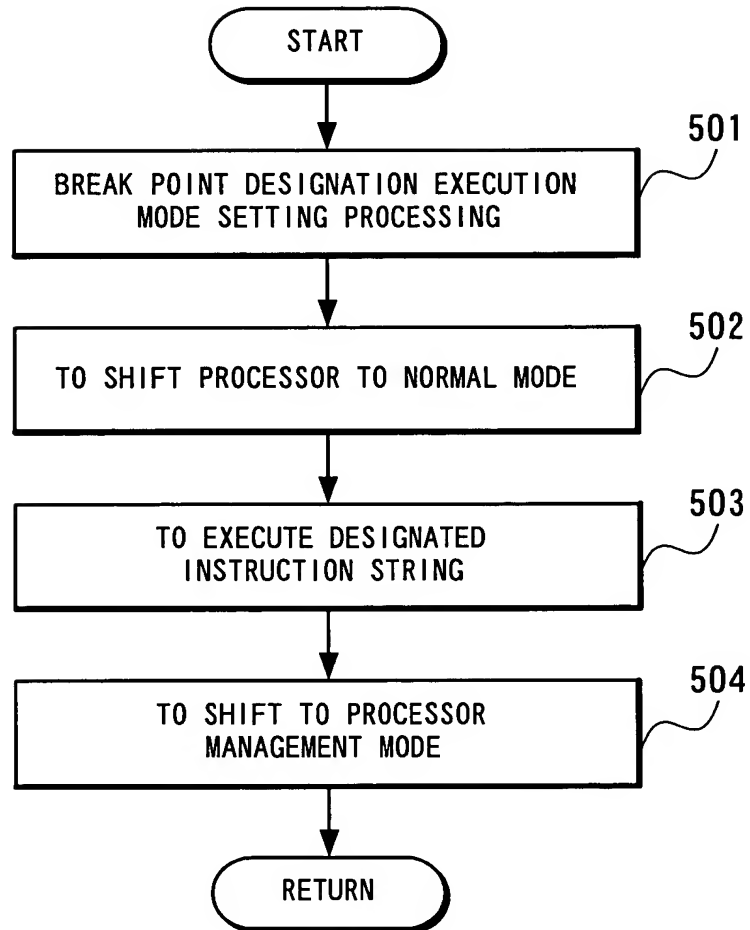 START
501
BREAK POINT DESIGNATION EXECUTION
MODE SETTING PROCESSING
502
TO SHIFT PROCESSOR TO NORMAL MODE
503
TO EXECUTE DESIGNATED
INSTRUCTION STRING
504
TO SHIFT TO PROCESSOR
MANAGEMENT MODE
RETURN